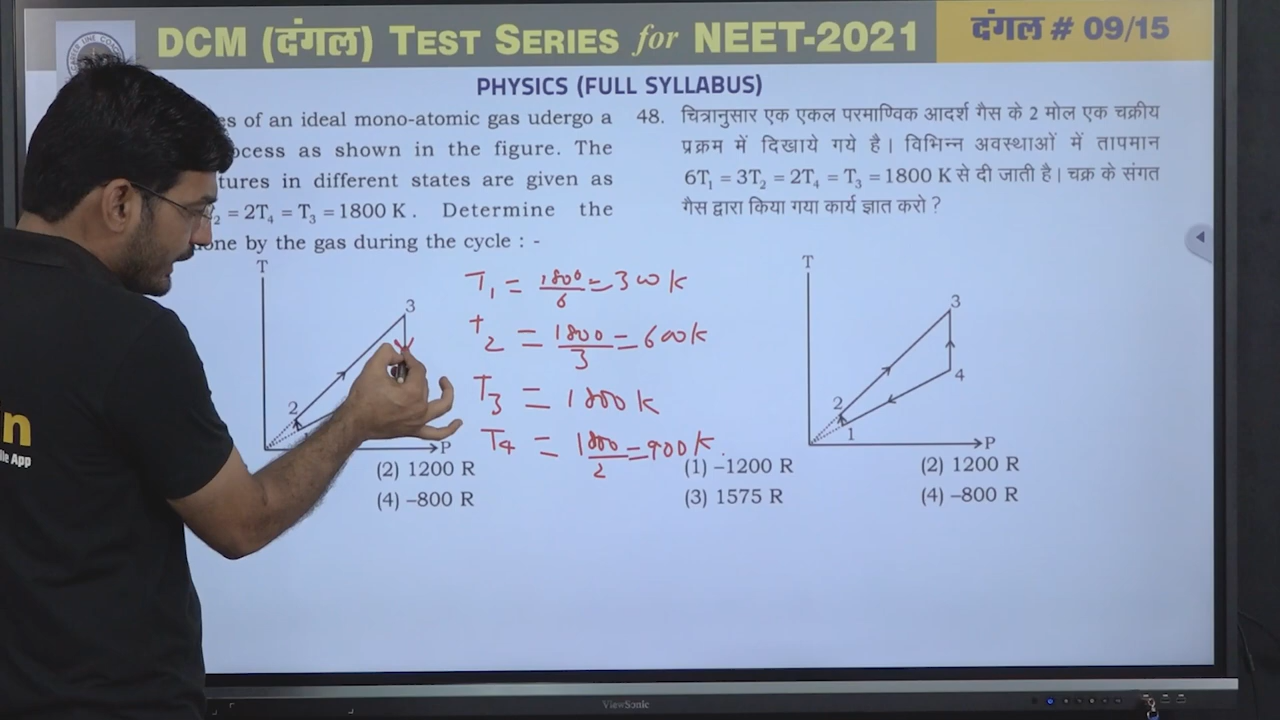 DCM (दंगल) TEST SERIES for NEET-2021
दंगल # 09/15
PHYSICS (FULL SYLLABUS)
es of an ideal mono-atomic gas udergo a
ocess as shown in the figure. The
tures in different states are given as
2 = 2T4 = T3 = 1800 K. Determine the
one by the gas during the cycle : -
T
3
2
P
(2) 1200 R
(4) –800 R
T1 = 1800/6 = 300 K
T2 = 1800/3 = 600 K
T3 = 1800 K
T4 = 1800/2 = 900 K.
48. चित्रानुसार एक एकल परमाण्विक आदर्श गैस के 2 मोल एक चक्रीय
प्रक्रम में दिखाये गये है। विभिन्न अवस्थाओं में तापमान
6T1 = 3T2 = 2T4 = T3 = 1800 K से दी जाती है। चक्र के संगत
गैस द्वारा किया गया कार्य ज्ञात करो ?
T
3
4
2
1
P
(1) –1200 R
(2) 1200 R
(3) 1575 R
(4) –800 R
n
le App
ViewSonic